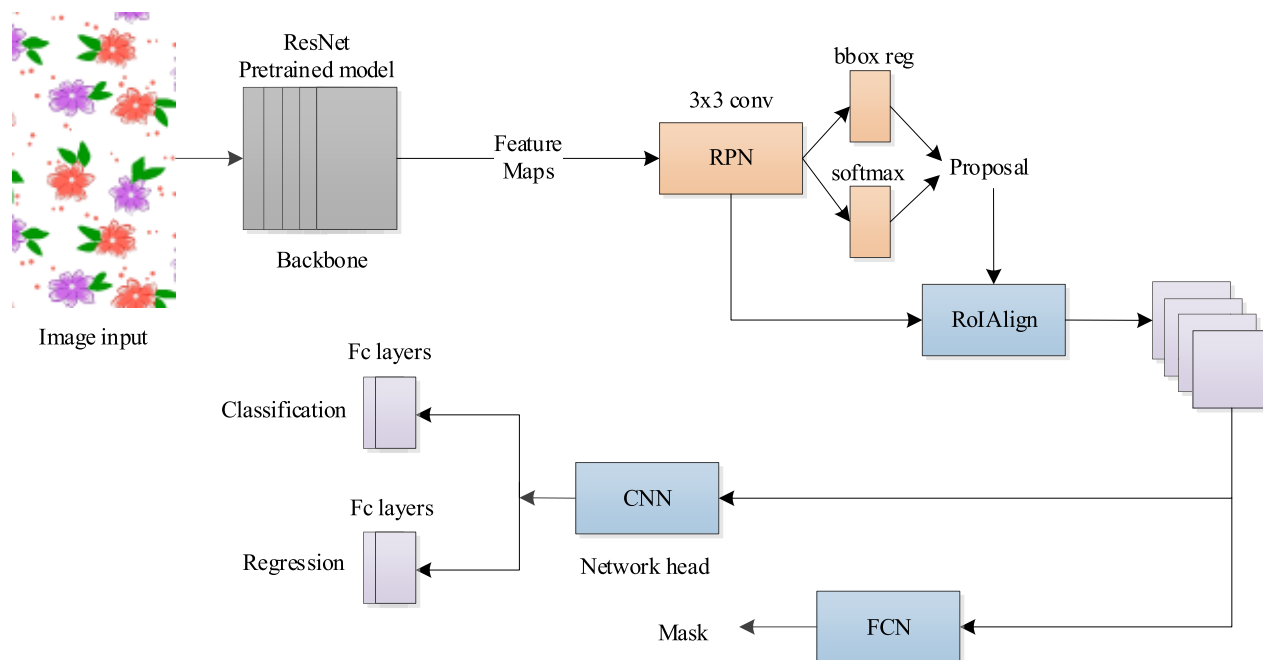 ResNet
Pretrained model
Backbone
Image input
Feature
Maps
3x3 conv
RPN
bbox reg
softmax
Proposal
RoIAlign
Fc layers
Classification
Fc layers
Regression
CNN
Network head
FCN
Mask